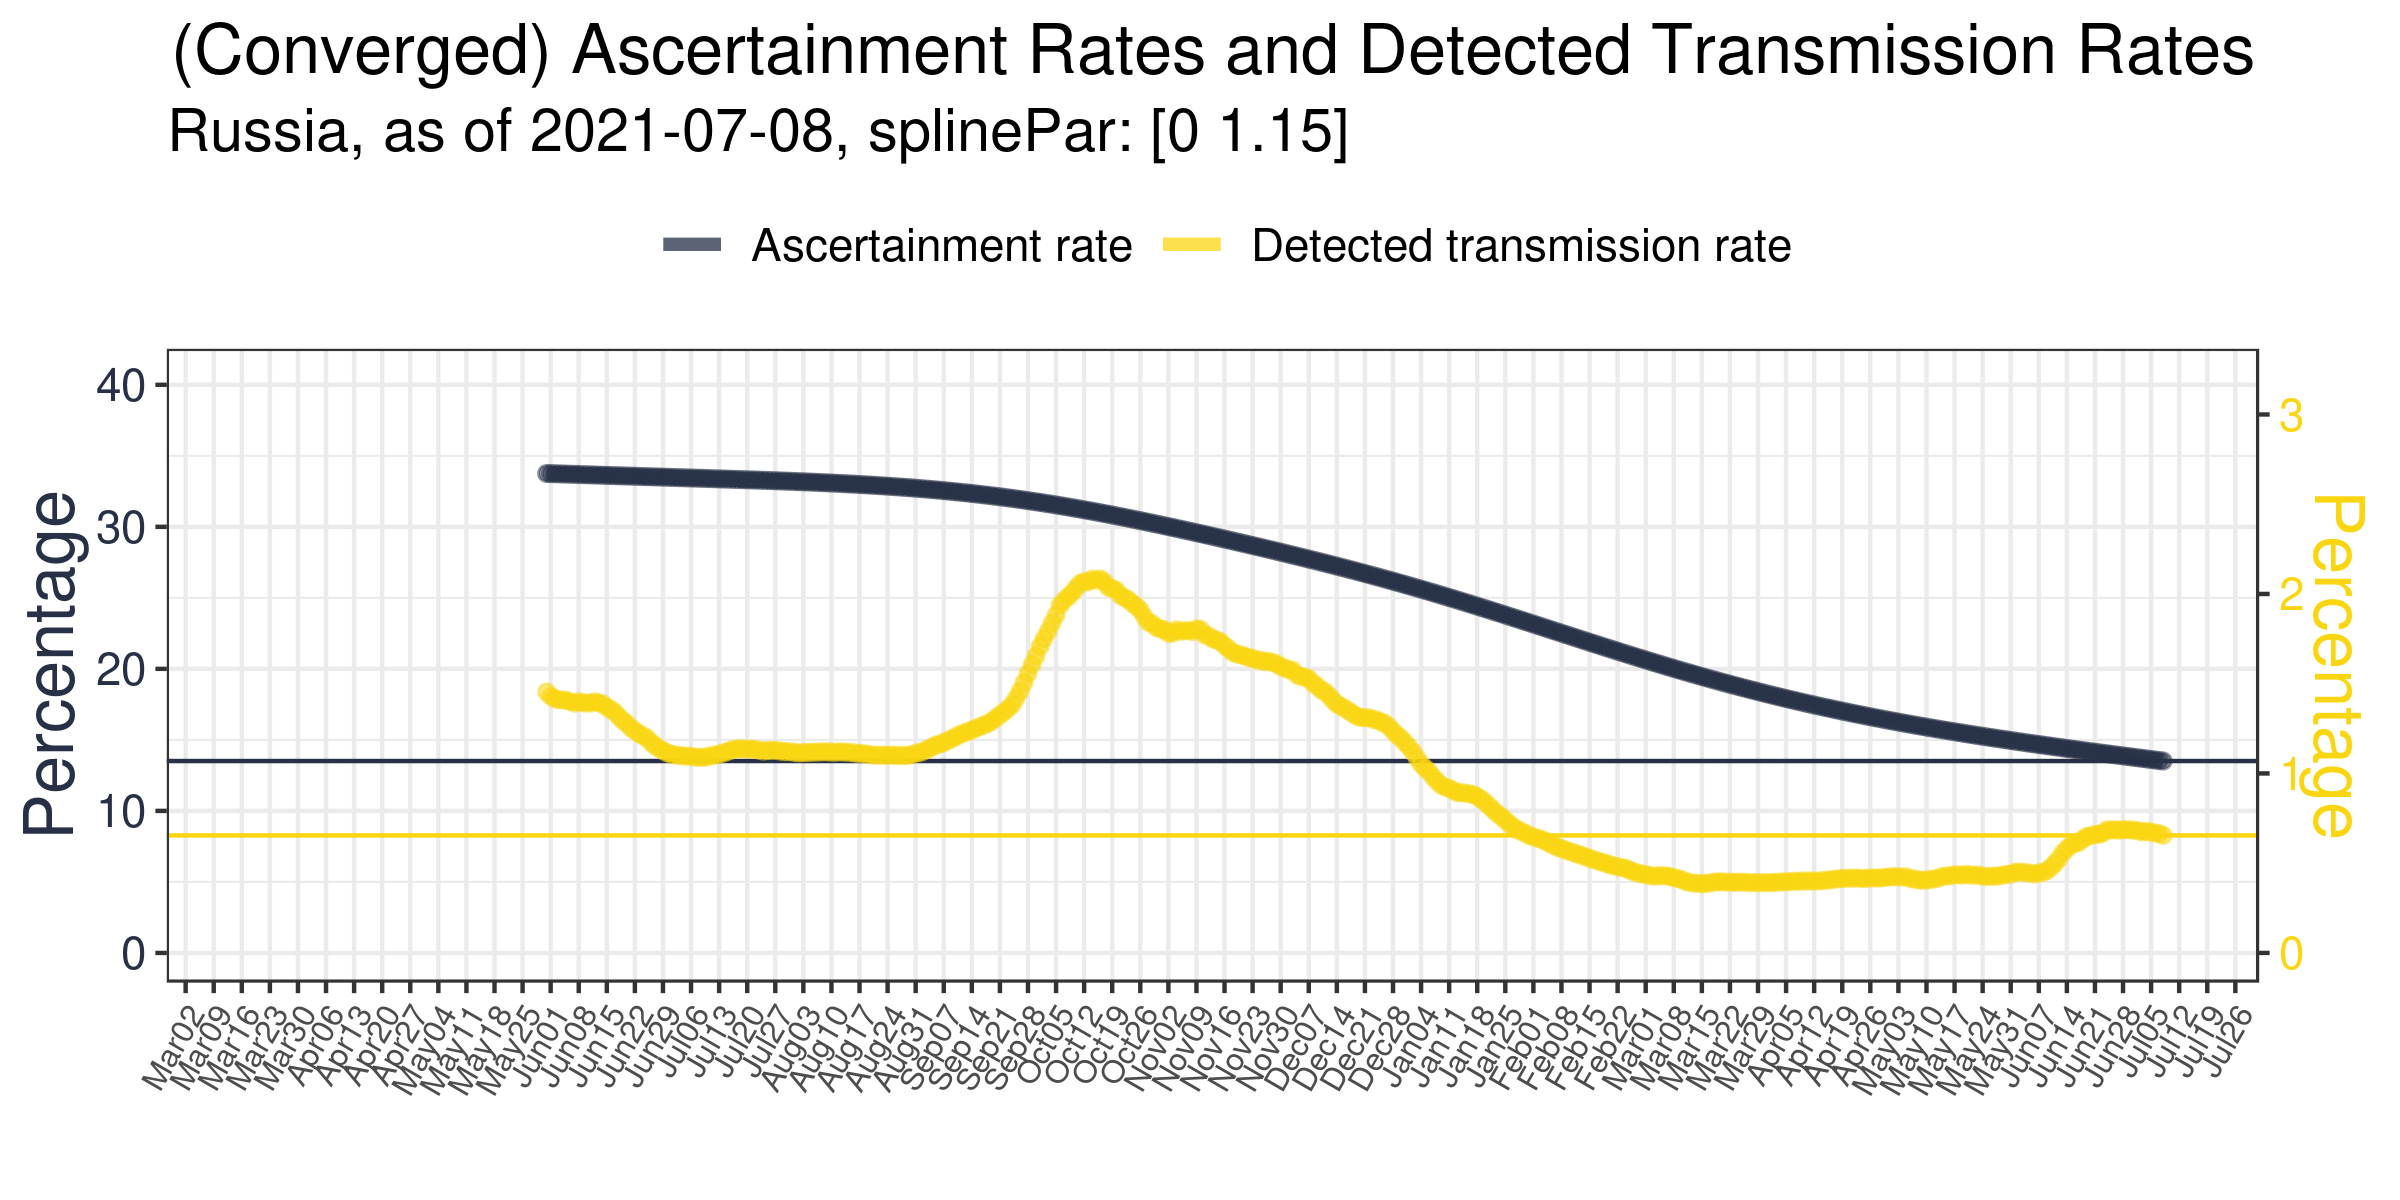 (Converged) Ascertainment Rates and Detected Transmission Rates
Russia, as of 2021-07-08, splinePar: [0 1.15]
Ascertainment rate
Detected transmission rate
Percentage
40
30
20
10
0
3
2
1
0
Percentage
Mar02
Mar09
Mar16
Mar23
Mar30
Apr06
Apr13
Apr20
Apr27
May04
May11
May18
May25
Jun01
Jun08
Jun15
Jun22
Jun29
Jul06
Jul13
Jul20
Jul27
Aug03
Aug10
Aug17
Aug24
Aug31
Sep07
Sep14
Sep21
Sep28
Oct05
Oct12
Oct19
Oct26
Nov02
Nov09
Nov16
Nov23
Nov30
Dec07
Dec14
Dec21
Dec28
Jan04
Jan11
Jan18
Jan25
Feb01
Feb08
Feb15
Feb22
Mar01
Mar08
Mar15
Mar22
Mar29
Apr05
Apr12
Apr19
Apr26
May03
May10
May17
May24
May31
Jun07
Jun14
Jun21
Jun28
Jul05
Jul12
Jul19
Jul26